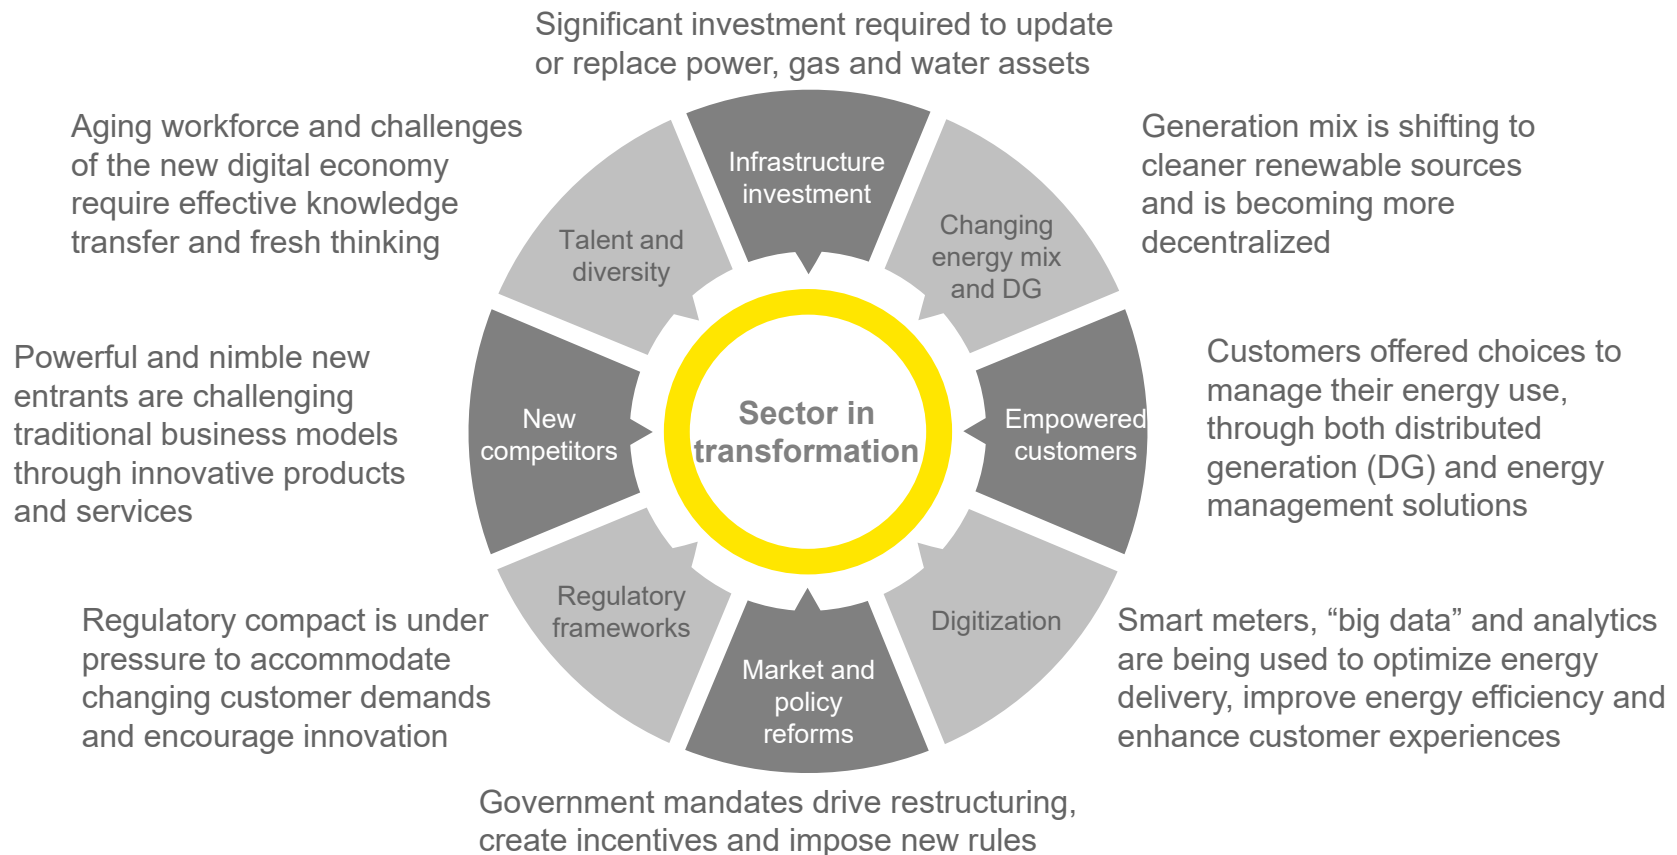 Significant investment required to update
or replace power, gas and water assets
Infrastructure
investment
Generation mix is shifting to
cleaner renewable sources
and is becoming more
decentralized
Changing
energy mix
and DG
Customers offered choices to
manage their energy use,
through both distributed
generation (DG) and energy
management solutions
Empowered
customers
Smart meters, “big data” and analytics
are being used to optimize energy
delivery, improve energy efficiency and
enhance customer experiences
Digitization
Government mandates drive restructuring,
create incentives and impose new rules
Market and
policy
reforms
Regulatory compact is under
pressure to accommodate
changing customer demands
and encourage innovation
Regulatory
frameworks
Powerful and nimble new
entrants are challenging
traditional business models
through innovative products
and services
New
competitors
Aging workforce and challenges
of the new digital economy
require effective knowledge
transfer and fresh thinking
Talent and
diversity
Sector in
transformation